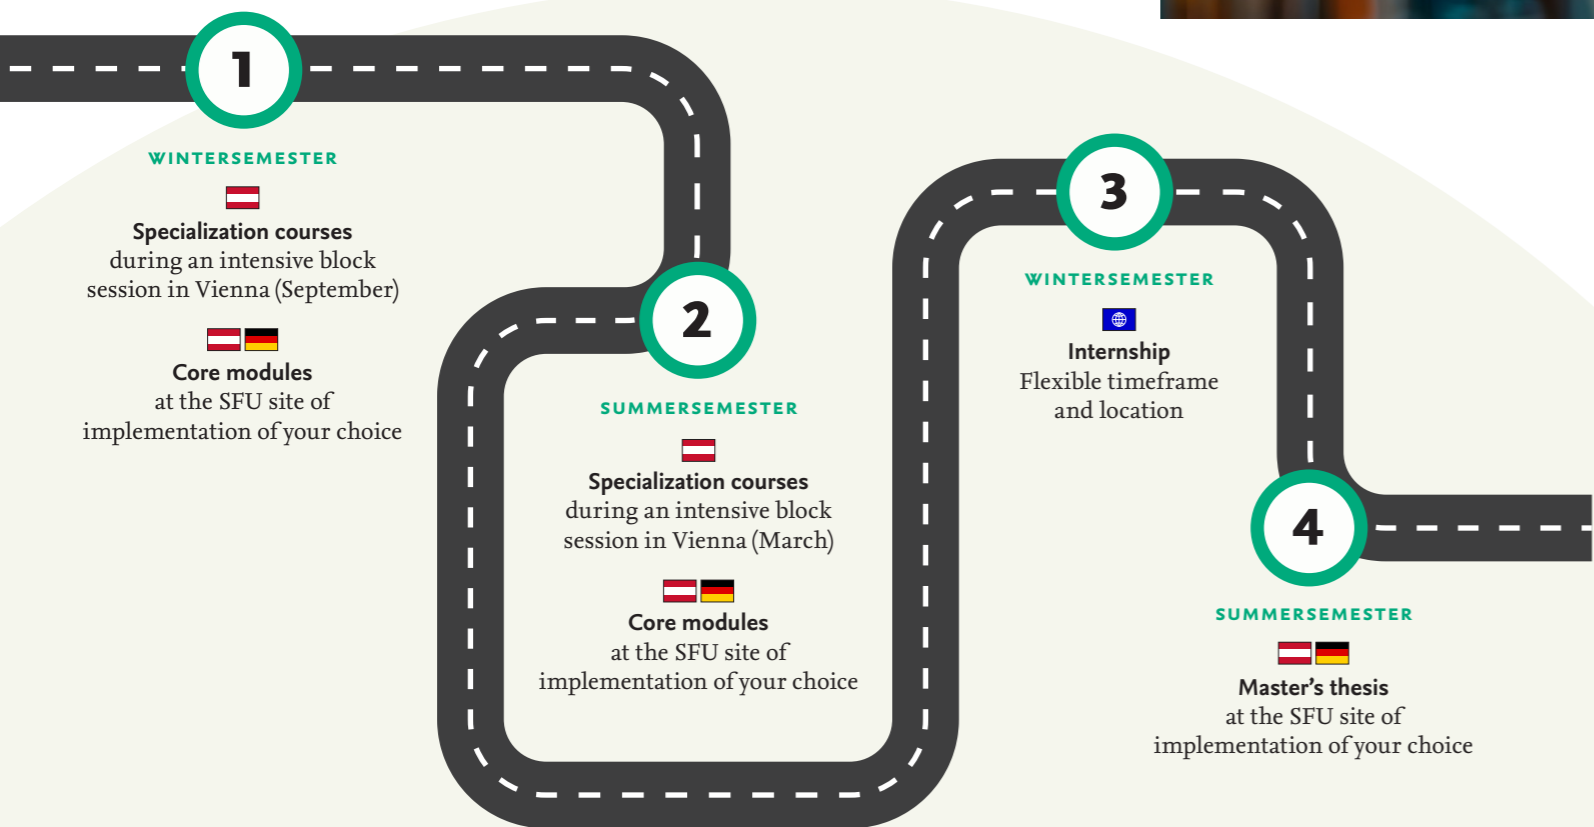 1
WINTERSEMESTER
Specialization courses
during an intensive block
session in Vienna (September)
Core modules
at the SFU site of
implementation of your choice
2
SUMMERSEMESTER
Specialization courses
during an intensive block
session in Vienna (March)
Core modules
at the SFU site of
implementation of your choice
3
WINTERSEMESTER
Internship
Flexible timeframe
and location
4
SUMMERSEMESTER
Master’s thesis
at the SFU site of
implementation of your choice